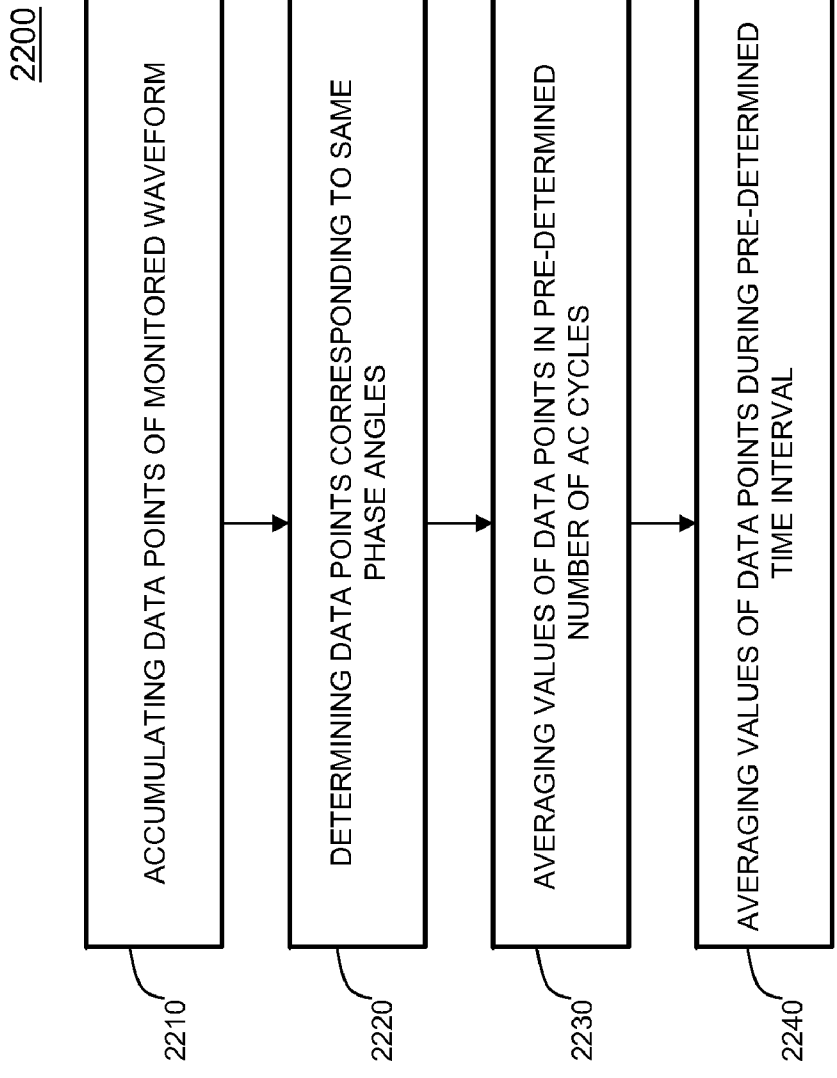 2200
ACCUMULATING DATA POINTS OF MONITORED WAVEFORM
2210
DETERMINING DATA POINTS CORRESPONDING TO SAME
PHASE ANGLES
2220
AVERAGING VALUES OF DATA POINTS IN PRE-DETERMINED
NUMBER OF AC CYCLES
2230
AVERAGING VALUES OF DATA POINTS DURING PRE-DETERMINED
TIME INTERVAL
2240